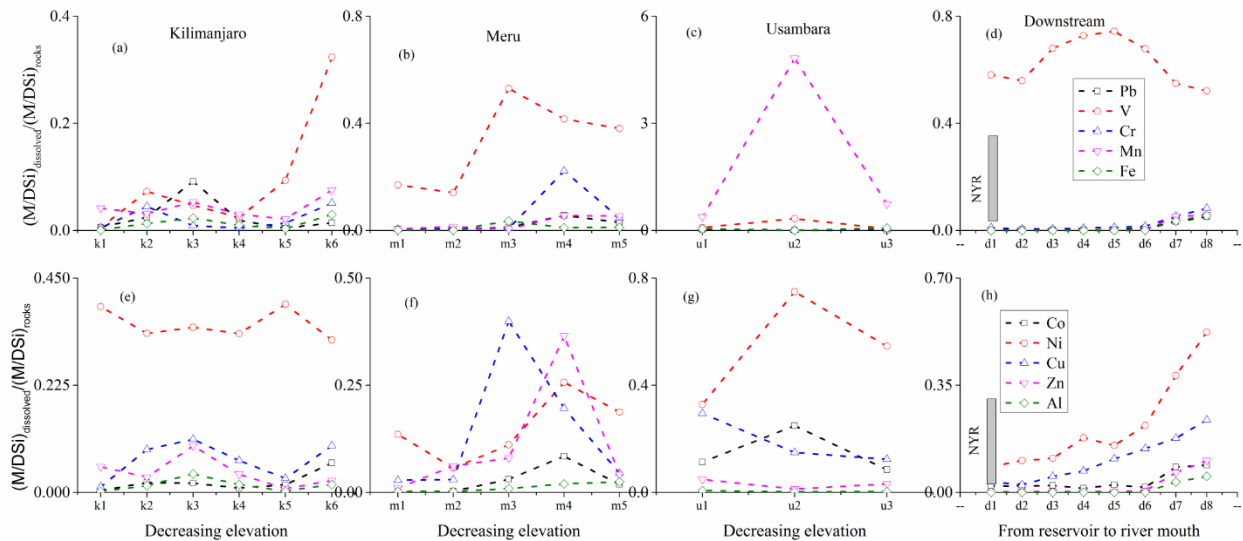 (M/DSi)dissolved/(M/DSi)rocks
0.4
0.2
0.0
(a)
Kilimanjaro
k1 k2 k3 k4 k5 k6
0.8
0.4
0.0
(b)
Meru
m1 m2 m3 m4 m5
6
3
0
(c)
Usambara
u1 u2 u3
0.8
0.4
0.0
(d)
Downstream
Pb
V
Cr
Mn
Fe
NYR
-- d1 d2 d3 d4 d5 d6 d7 d8 --
(M/DSi)dissolved/(M/DSi)rocks
0.450
0.225
0.000
(e)
k1 k2 k3 k4 k5 k6
Decreasing elevation
0.50
0.25
0.00
(f)
m1 m2 m3 m4 m5
Decreasing elevation
0.8
0.4
0.0
(g)
u1 u2 u3
Decreasing elevation
0.70
0.35
0.00
(h)
Co
Ni
Cu
Zn
Al
NYR
-- d1 d2 d3 d4 d5 d6 d7 d8 --
From reservoir to river mouth